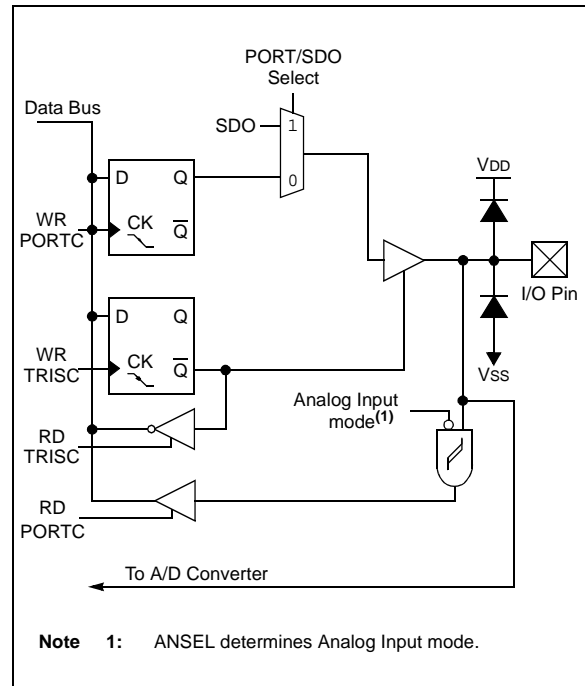 PORT/SDO
Select
Data Bus
SDO
1
0
VDD
D
Q
WR
PORTC
CK
Q
I/O Pin
D
Q
WR
TRISC
CK
Q
VSS
Analog Input
mode(1)
RD
TRISC
RD
PORTC
To A/D Converter
Note 1: ANSEL determines Analog Input mode.